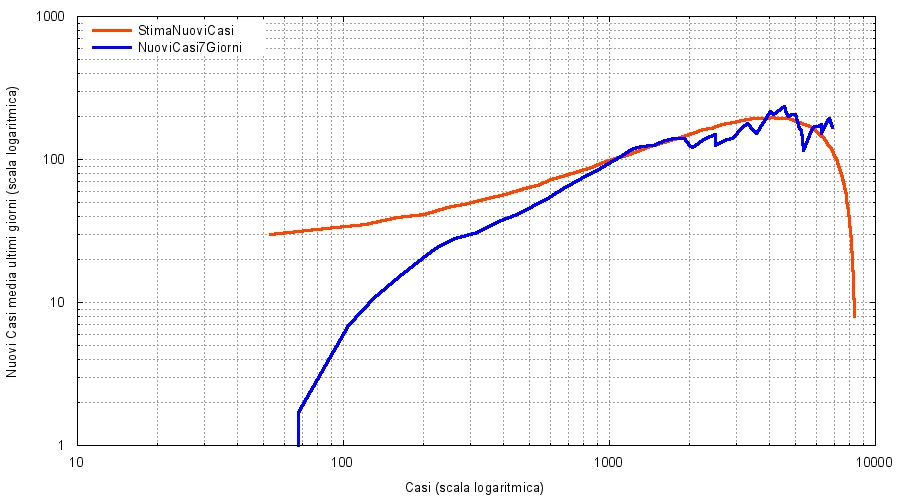 1000
StimaNuoviCasi
NuoviCasi7Giorni
100
10
1
Nuovi Casi media ultimi giorni (scala logaritmica)
10
100
1000
10000
Casi (scala logaritmica)